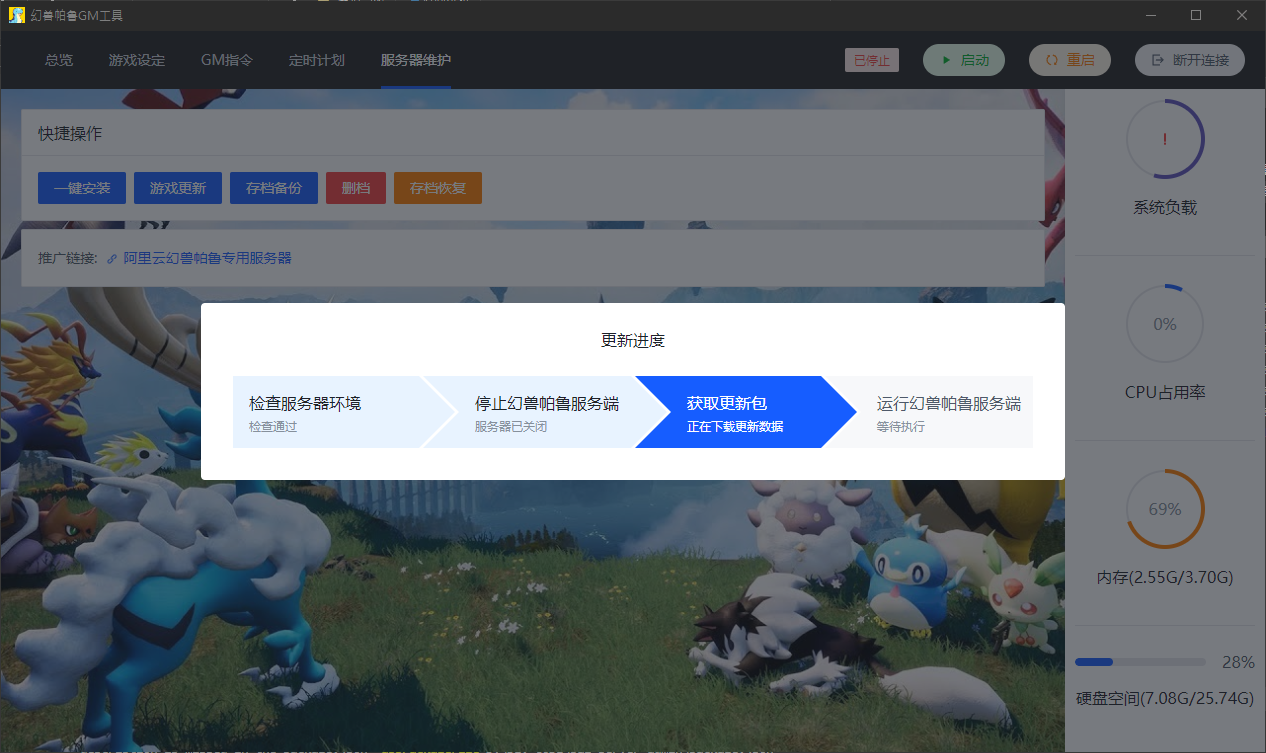 幻兽帕鲁GM工具
总览
游戏设定
GM指令
定时计划
服务器维护
已停止
启动
重启
断开连接
快捷操作
一键安装
游戏更新
存档备份
删档
存档恢复
推广链接:
阿里云幻兽帕鲁专用服务器
更新进度
检查服务器环境
检查通过
停止幻兽帕鲁服务端
服务器已关闭
获取更新包
正在下载更新数据
运行幻兽帕鲁服务端
等待执行
!
系统负载
0%
CPU占用率
69%
内存(2.55G/3.70G)
28%
硬盘空间(7.08G/25.74G)